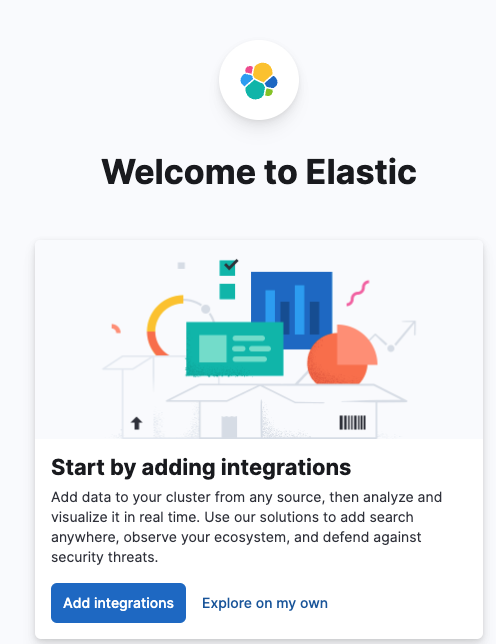 Welcome to Elastic
Start by adding integrations
Add data to your cluster from any source, then analyze and
visualize it in real time. Use our solutions to add search
anywhere, observe your ecosystem, and defend against
security threats.
Add integrations
Explore on my own